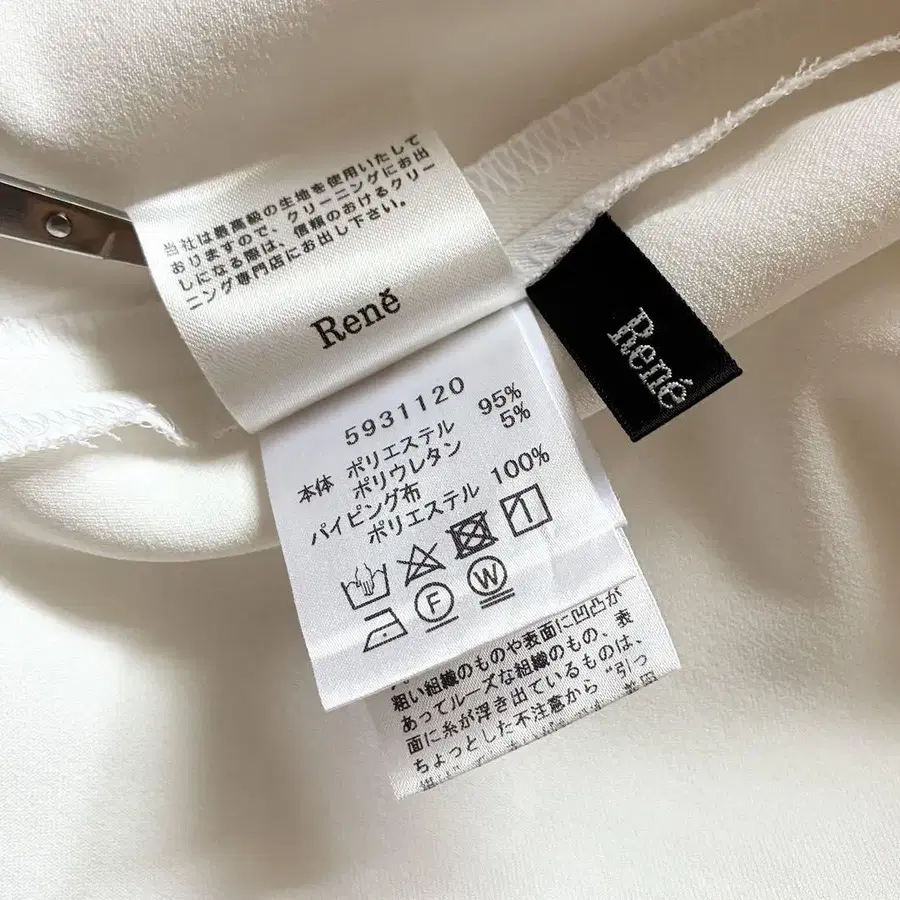 当社は最高級の生地を使用いたして
おりますので、クリーニングにお出
しになる際は、信頼のおけるクリー
ニング専門店にお出し下さい。
René
René
5931120
本体 ポリエステル 95%
ポリウレタン 5%
パイピング布
ポリエステル 100%
F W
粗い組織のものや表面に凹凸が
あってルーズな組織のもの、表
面に糸が浮き出ているものは、
ちょっとした不注意から“引っ